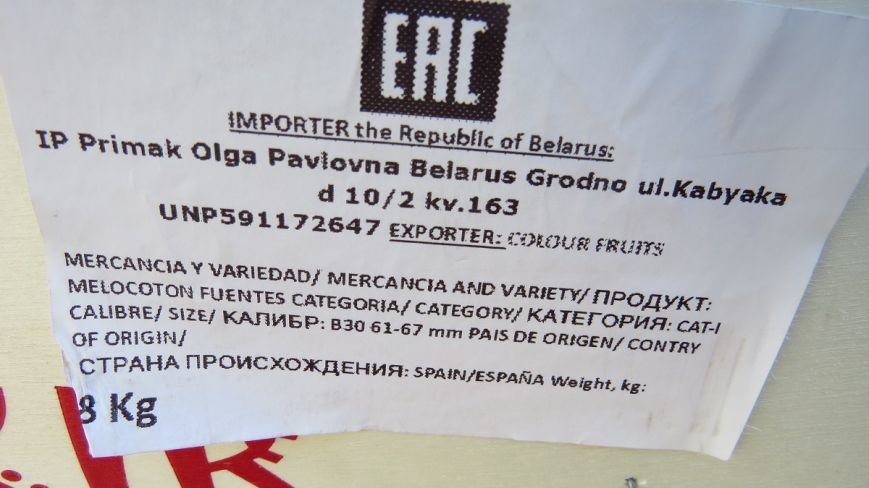 EAC
IMPORTER the Republic of Belarus:
IP Primak Olga Pavlovna Belarus Grodno ul.Kabyaka
d 10/2 kv.163
UNP591172647 EXPORTER: COLOUR FRUITS
MERCANCIA Y VARIEDAD/ MERCANCIA AND VARIETY/ ПРОДУКТ:
MELOCOTON FUENTES CATEGORIA/ CATEGORY/ КАТЕГОРИЯ: CAT-I
CALIBRE/ SIZE/ КАЛИБР: B30 61-67 mm PAIS DE ORIGEN/ CONTRY
OF ORIGIN/
СТРАНА ПРОИСХОЖДЕНИЯ: SPAIN/ESPAÑA Weight, kg:
8 Kg